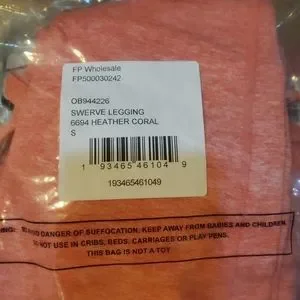 FP Wholesale
FP500030242
OB944226
SWERVE LEGGING
6694 HEATHER CORAL
S
1 93465 46104 9
193465461049
DANGER OF SUFFOCATION. KEEP AWAY FROM BABIES AND CHILDREN.
DO NOT USE IN CRIBS, BEDS, CARRIAGES OR PLAY PENS.
THIS BAG IS NOT A TOY